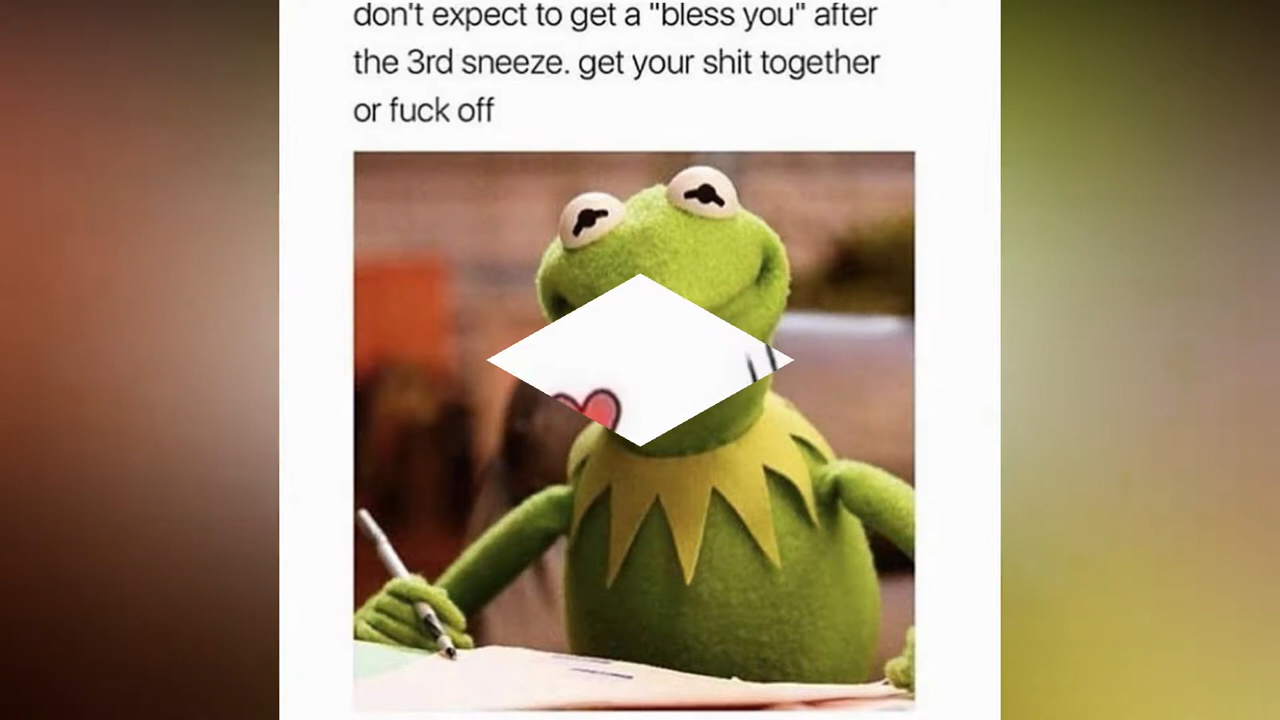 don't expect to get a "bless you" after
the 3rd sneeze. get your shit together
or fuck off